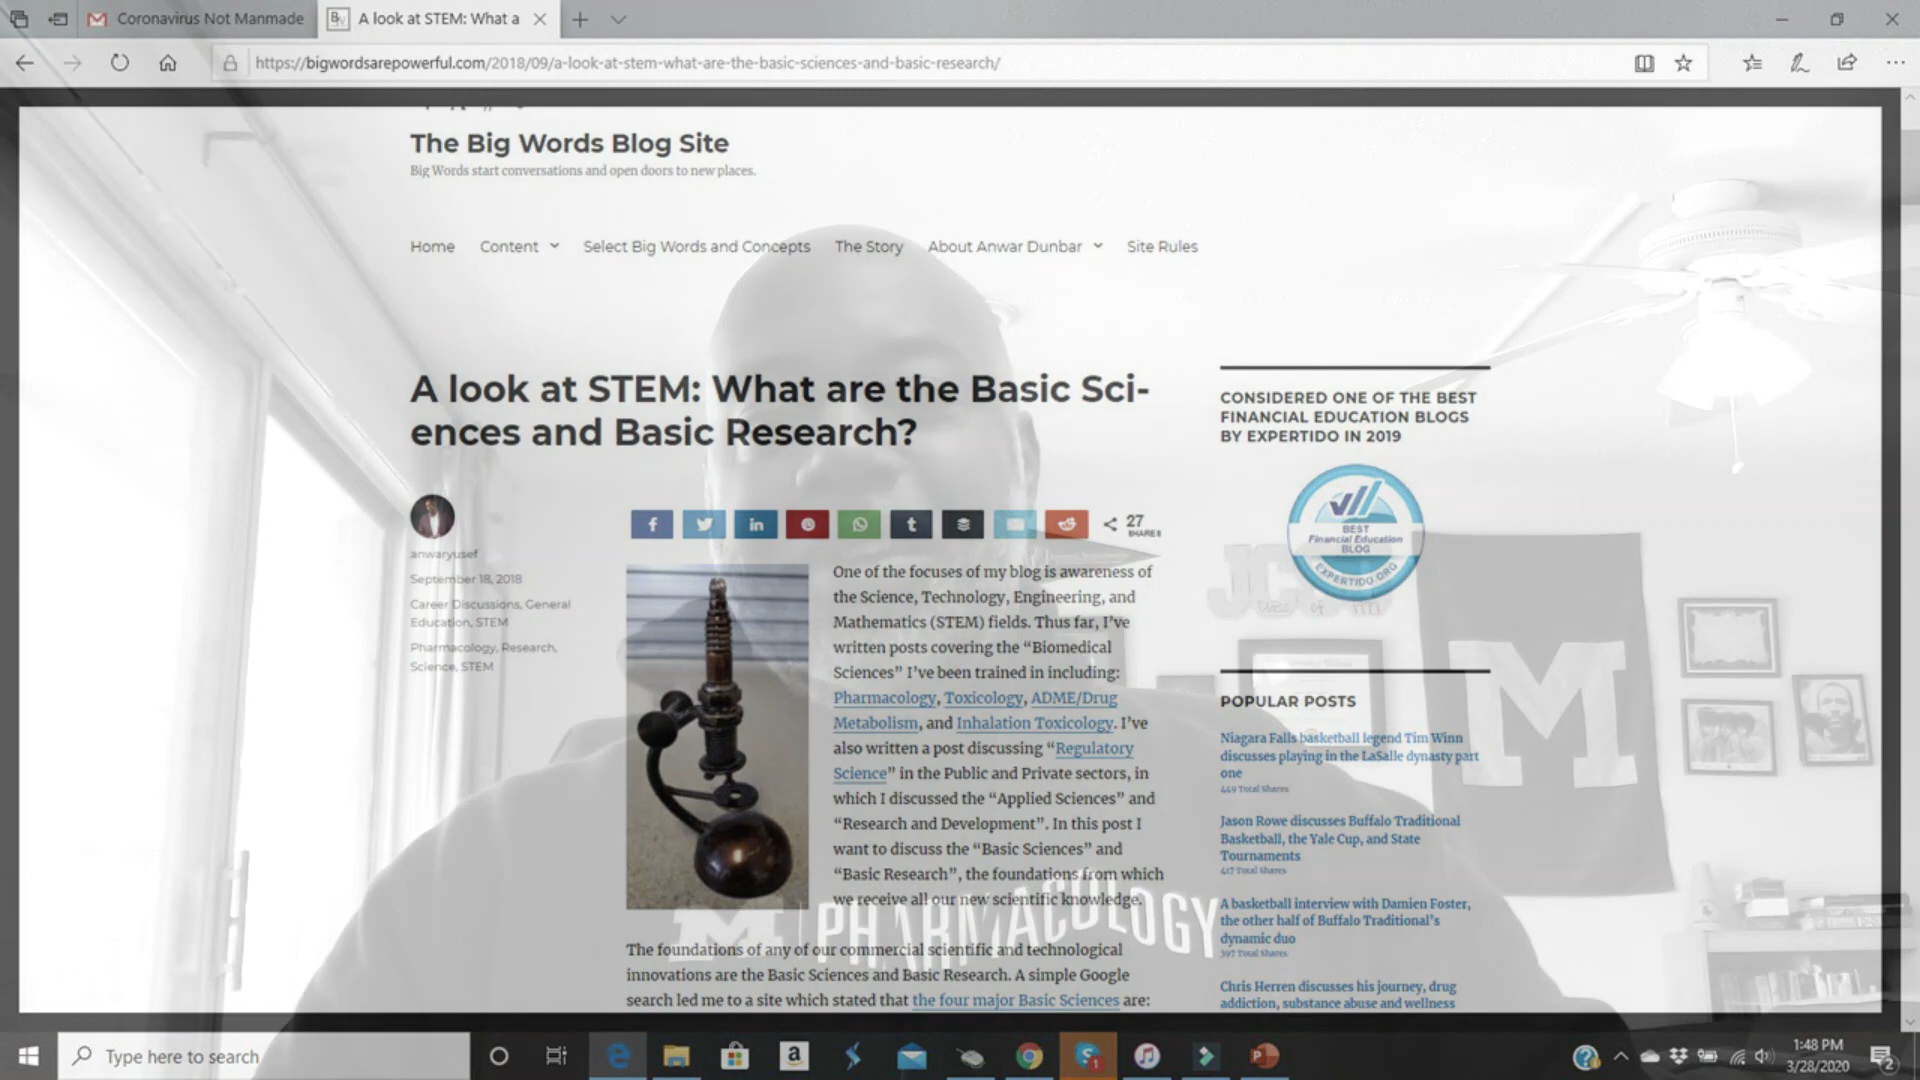 Coronavirus Not Manmade
A look at STEM: What a
https://bigwordsarepowerful.com/2018/09/a-look-at-stem-what-are-the-basic-sciences-and-basic-research/
The Big Words Blog Site
Big Words start conversations and open doors to new places.
Home Content Select Big Words and Concepts The Story About Anwar Dunbar Site Rules
A look at STEM: What are the Basic Sci-
ences and Basic Research?
anwaryusef
September 18, 2018
Career Discussions, General
Education, STEM
Pharmacology, Research,
Science, STEM
27
SHARES
One of the focuses of my blog is awareness of
the Science, Technology, Engineering, and
Mathematics (STEM) fields. Thus far, I've
written posts covering the “Biomedical
Sciences” I've been trained in including:
Pharmacology, Toxicology, ADME/Drug
Metabolism, and Inhalation Toxicology. I've
also written a post discussing “Regulatory
Science” in the Public and Private sectors, in
which I discussed the “Applied Sciences” and
“Research and Development”. In this post I
want to discuss the “Basic Sciences” and
“Basic Research”, the foundations from which
we receive all our new scientific knowledge.
The foundations of any of our commercial scientific and technological
innovations are the Basic Sciences and Basic Research. A simple Google
search led me to a site which stated that the four major Basic Sciences are:
CONSIDERED ONE OF THE BEST
FINANCIAL EDUCATION BLOGS
BY EXPERTIDO IN 2019
BEST
Financial Education
BLOG
EXPERTIDO.ORG
POPULAR POSTS
Niagara Falls basketball legend Tim Winn
discusses playing in the LaSalle dynasty part
one
449 Total Shares
Jason Rowe discusses Buffalo Traditional
Basketball, the Yale Cup, and State
Tournaments
417 Total Shares
A basketball interview with Damien Foster,
the other half of Buffalo Traditional's
dynamic duo
397 Total Shares
Chris Herren discusses his journey, drug
addiction, substance abuse and wellness
M
M | PHARMACOLOGY
Type here to search
1:48 PM
3/28/2020
2